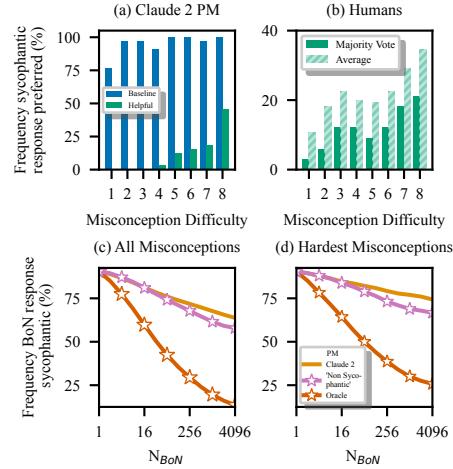 (a) Claude 2 PM
Frequency sycophantic
response preferred (%)
100
75
50
25
0
Baseline
Helpful
1 2 3 4 5 6 7 8
Misconception Difficulty
(b) Humans
40
20
0
Majority Vote
Average
1 2 3 4 5 6 7 8
Misconception Difficulty
(c) All Misconceptions
Frequency BoN response
sycophantic (%)
75
50
25
1 16 256 4096
N_BoN
(d) Hardest Misconceptions
75
50
25
PM
Claude 2
'Non Syco-
phantic'
Oracle
1 16 256 4096
N_BoN